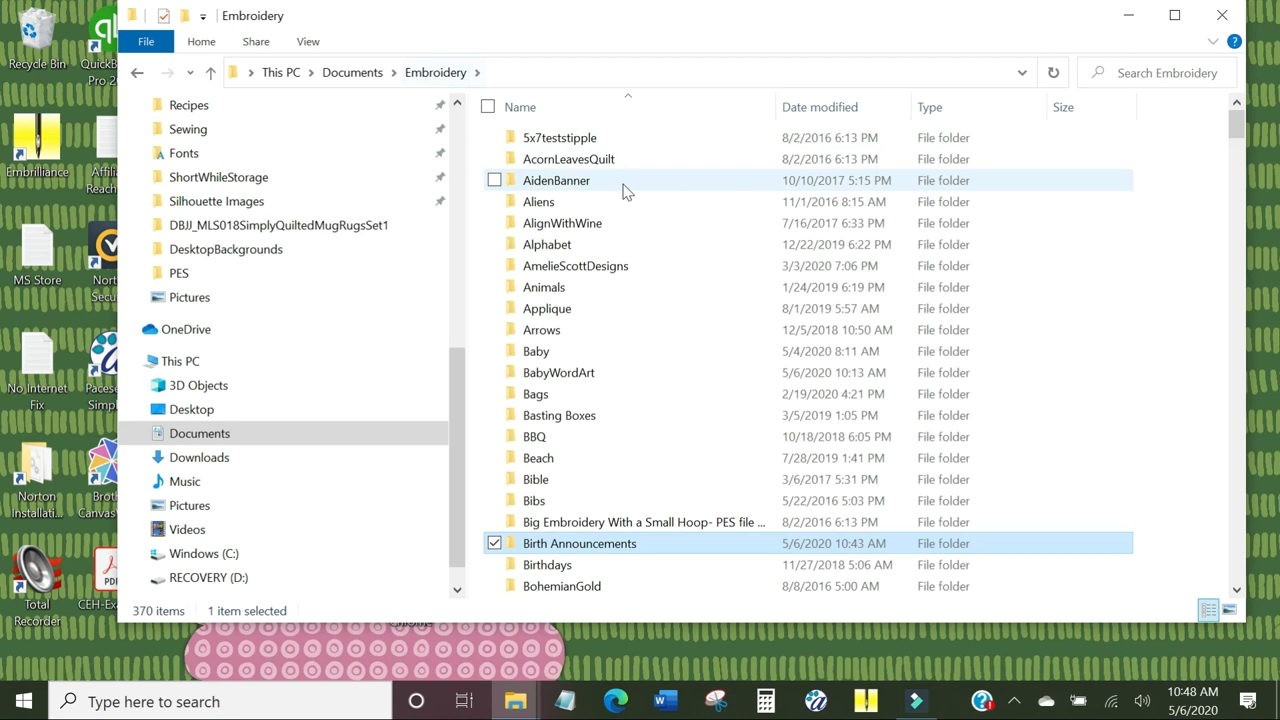 Embroidery
File Home Share View
This PC Documents Embroidery
Search Embroidery
Recycle Bin
QuickB
Pro 20
Embrilliance
Affilia
Reach
MS Store
Nort
Secu
No Internet
Fix
Pacese
Simpl
Norton
Installati...
Broth
Canvas
Total
Recorder
PDF
CEH-Exa
Recipes
Sewing
Fonts
ShortWhileStorage
Silhouette Images
DBJJ_MLS018SimplyQuiltedMugRugsSet1
DesktopBackgrounds
PES
Pictures
OneDrive
This PC
3D Objects
Desktop
Documents
Downloads
Music
Pictures
Videos
Windows (C:)
RECOVERY (D:)
Name Date modified Type Size
5x7teststipple 8/2/2016 6:13 PM File folder
AcornLeavesQuilt 8/2/2016 6:13 PM File folder
AidenBanner 10/10/2017 5:15 PM File folder
Aliens 11/1/2016 8:15 AM File folder
AlignWithWine 7/16/2017 6:33 PM File folder
Alphabet 12/22/2019 6:22 PM File folder
AmelieScottDesigns 3/3/2020 7:06 PM File folder
Animals 1/24/2019 6:19 PM File folder
Applique 8/1/2019 5:57 AM File folder
Arrows 12/5/2018 10:50 AM File folder
Baby 5/4/2020 8:11 AM File folder
BabyWordArt 5/6/2020 10:13 AM File folder
Bags 2/19/2020 4:21 PM File folder
Basting Boxes 3/5/2019 1:05 PM File folder
BBQ 10/18/2018 6:05 PM File folder
Beach 7/28/2019 1:41 PM File folder
Bible 3/6/2017 5:31 PM File folder
Bibs 5/22/2016 5:03 PM File folder
Big Embroidery With a Small Hoop- PES file ... 8/2/2016 6:13 PM File folder
Birth Announcements 5/6/2020 10:43 AM File folder
Birthdays 11/27/2018 5:06 AM File folder
BohemianGold 8/8/2016 5:00 AM File folder
370 items 1 item selected
Type here to search
10:48 AM
5/6/2020